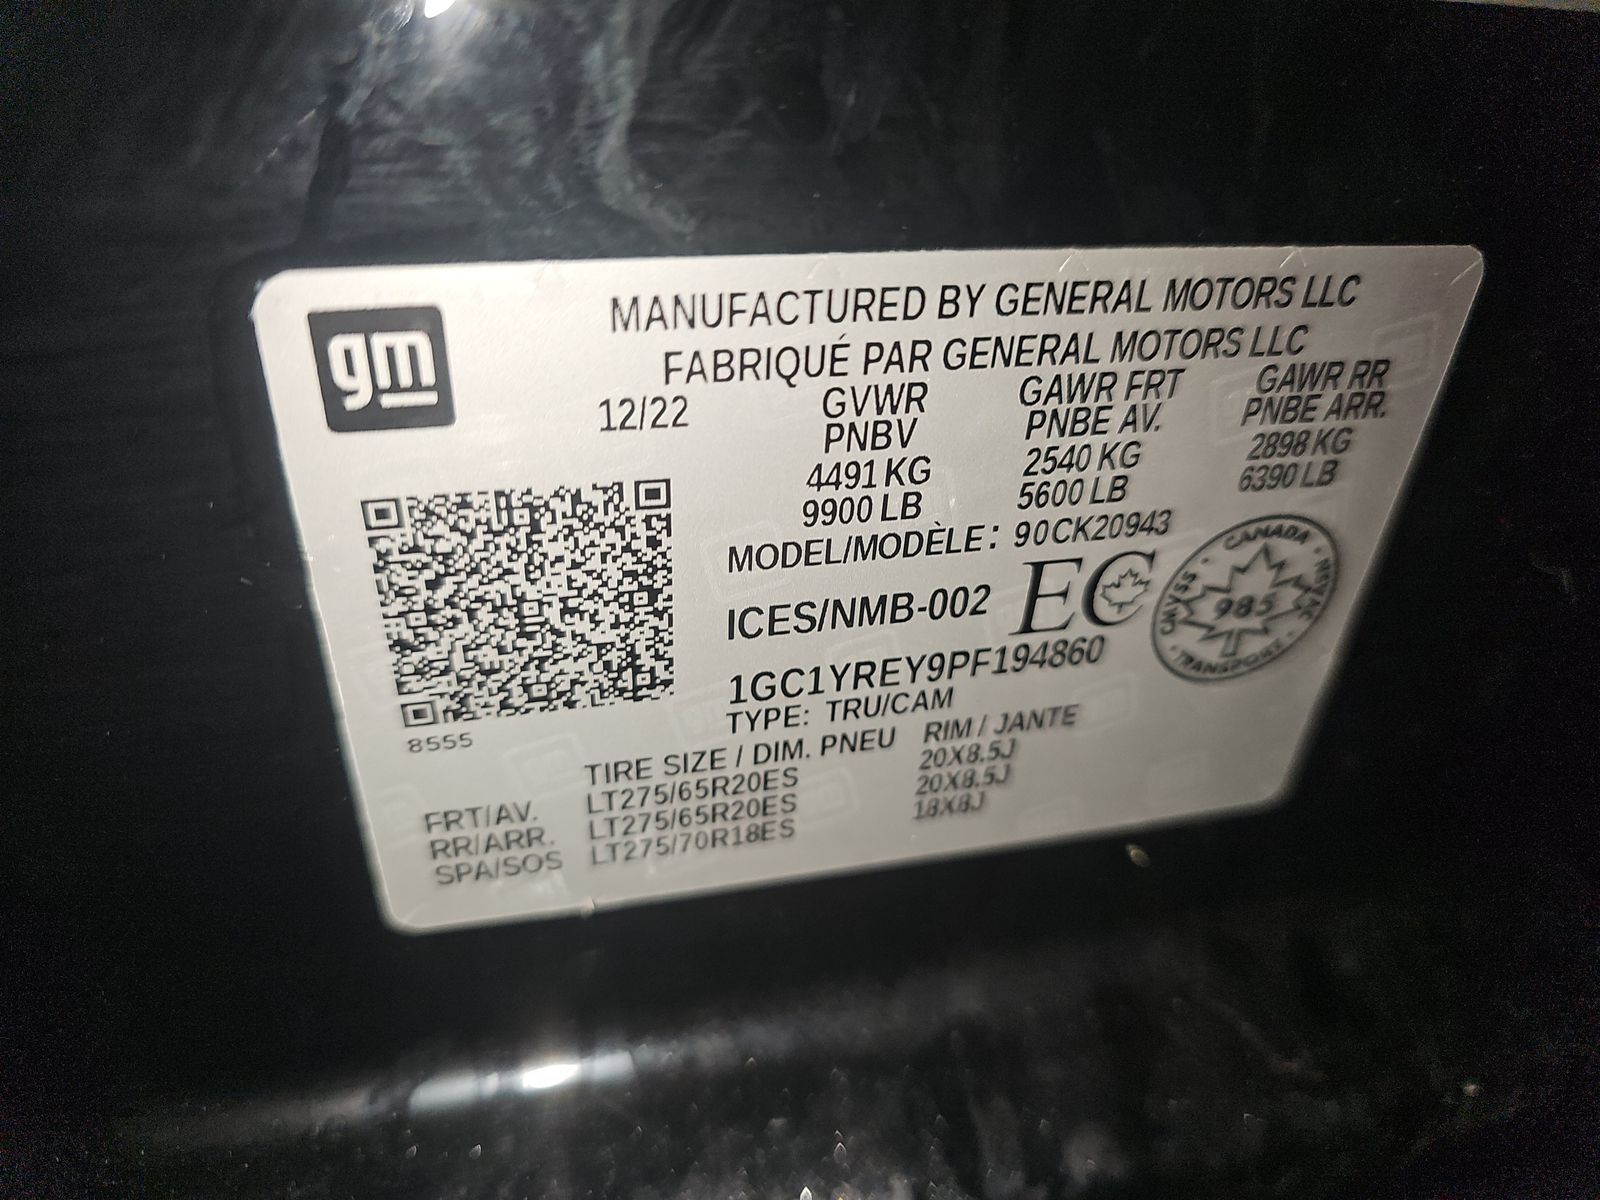 gm
MANUFACTURED BY GENERAL MOTORS LLC
FABRIQUÉ PAR GENERAL MOTORS LLC
12/22 GVWR GAWR FRT GAWR RR
PNBV PNBE AV. PNBE ARR.
4491 KG 2540 KG 2898 KG
9900 LB 5600 LB 6390 LB
MODEL/MODÈLE: 90CK20943
ICES/NMB-002 EC
CANADA
CMVSS 985 NSVAC
TRANSPORT
1GC1YREY9PF194860
TYPE: TRU/CAM
8555
TIRE SIZE / DIM. PNEU RIM / JANTE
FRT/AV. LT275/65R20ES 20X8.5J
RR/ARR. LT275/65R20ES 20X8.5J
SPA/SOS LT275/70R18ES 18X8J